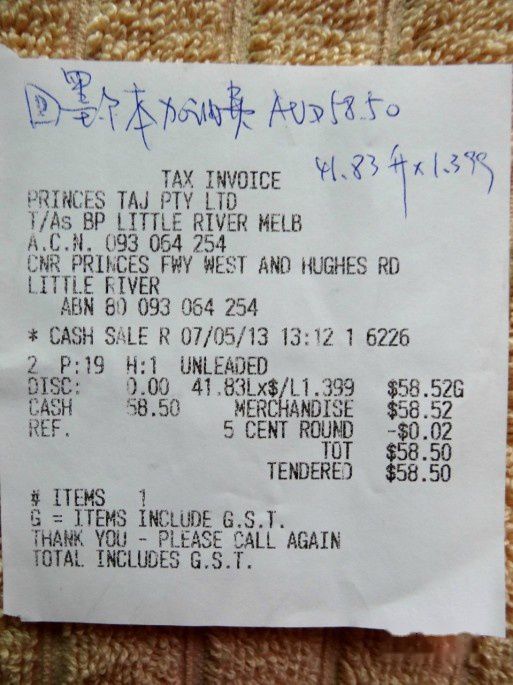 回墨尔本加油费 AUD58.50
41.83升x1.399
TAX INVOICE
PRINCES TAJ PTY LTD
T/As BP LITTLE RIVER MELB
A.C.N. 093 064 254
CNR PRINCES FWY WEST AND HUGHES RD
LITTLE RIVER
ABN 80 093 064 254
* CASH SALE R 07/05/13 13:12 1 6226
2 P:19 H:1 UNLEADED
DISC: 0.00 41.83Lx$/L1.399 $58.52G
CASH 58.50 MERCHANDISE $58.52
REF. 5 CENT ROUND -$0.02
TOT $58.50
TENDERED $58.50
# ITEMS 1
G = ITEMS INCLUDE G.S.T.
THANK YOU - PLEASE CALL AGAIN
TOTAL INCLUDES G.S.T.